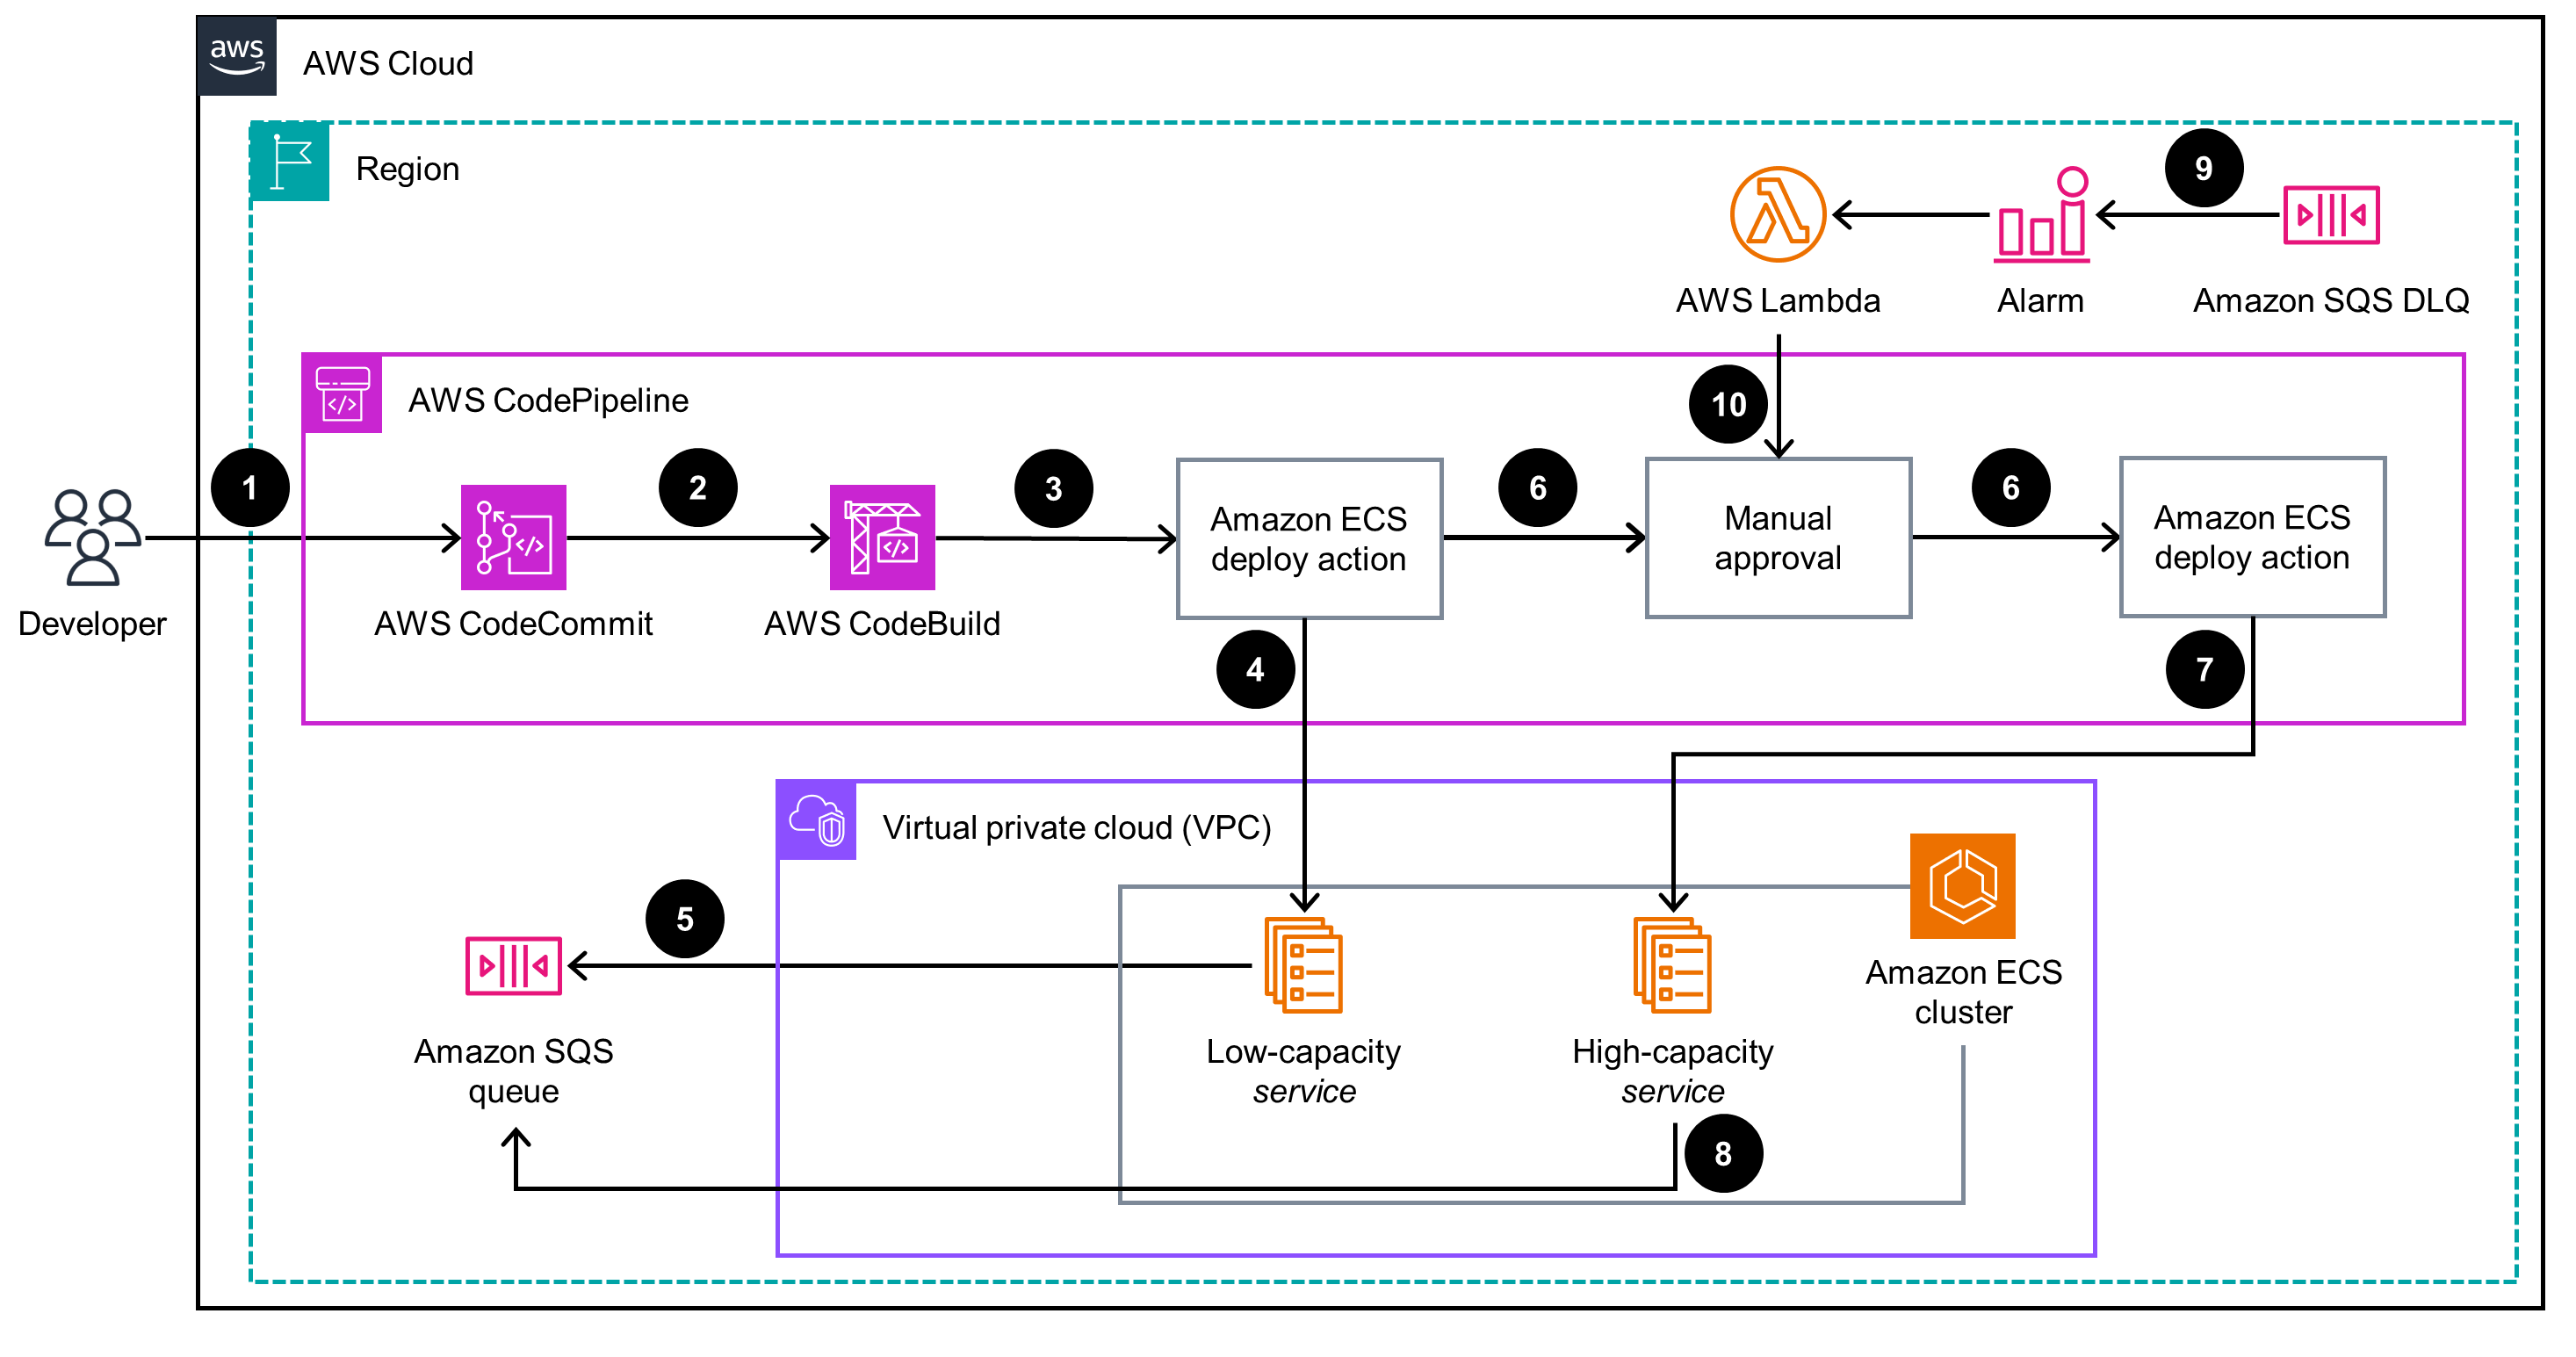 aws
AWS Cloud
Region
9
AWS Lambda
Alarm
Amazon SQS DLQ
AWS CodePipeline
10
1
2
3
6
6
Developer
AWS CodeCommit
AWS CodeBuild
Amazon ECS
deploy action
Manual
approval
Amazon ECS
deploy action
4
7
Virtual private cloud (VPC)
5
Amazon SQS
queue
Low-capacity
service
High-capacity
service
Amazon ECS
cluster
8